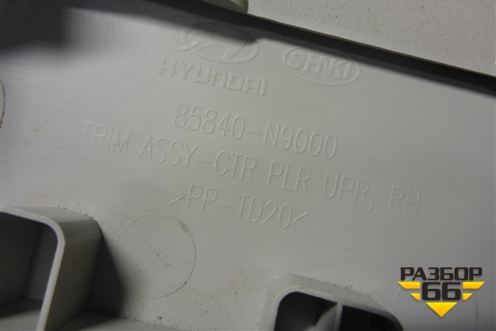 HYUNDAI
85840-N9000
TRIM ASSY-CTR PLR UPR, RH
>PP-TD20<
РАЗБОР
66